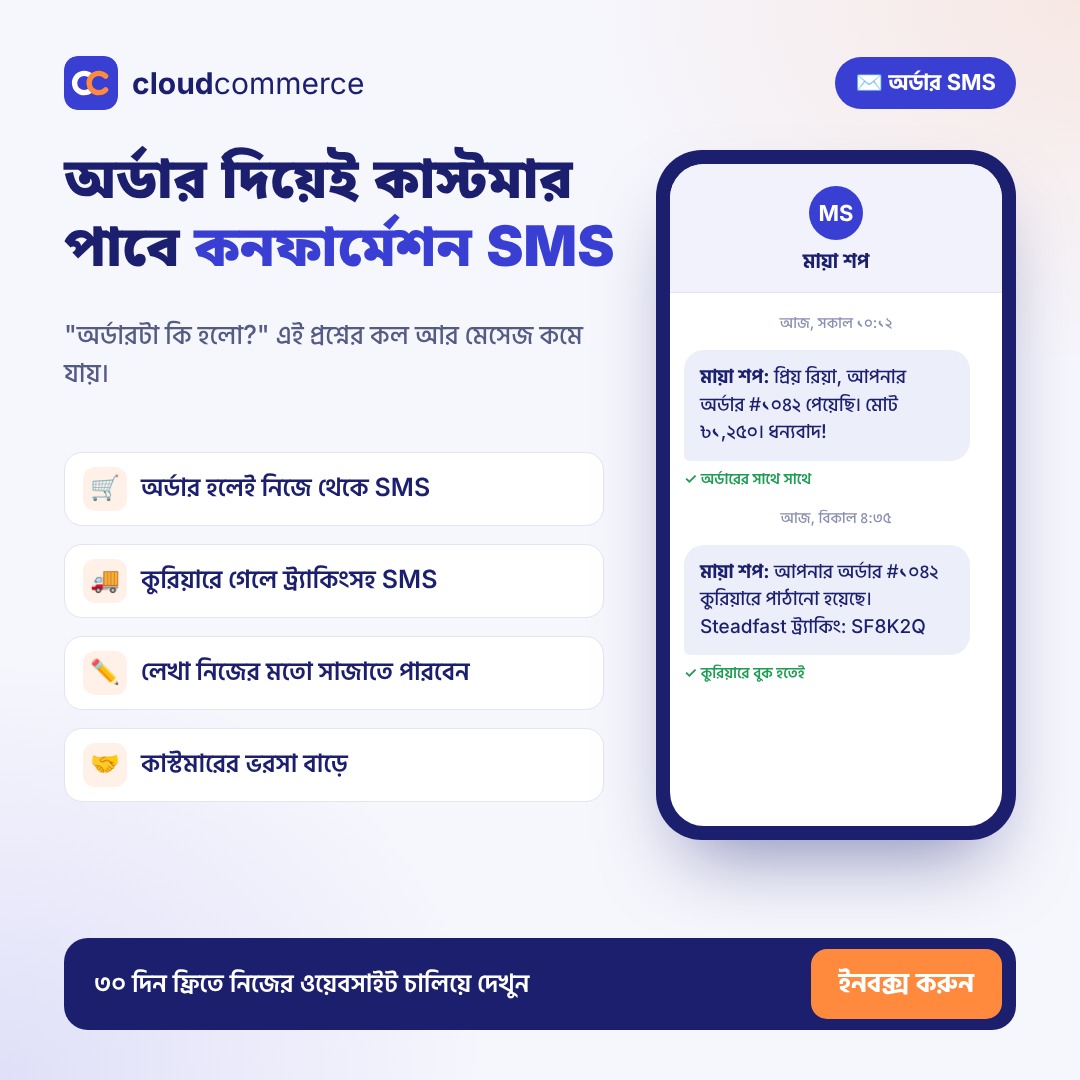 cloudcommerce
✉️ অর্ডার SMS
অর্ডার দিয়েই কাস্টমার
পাবে কনফার্মেশন SMS
"অর্ডারটা কি হলো?" এই প্রশ্নের কল আর মেসেজ কমে
যায়।
🛒 অর্ডার হলেই নিজে থেকে SMS
🚚 কুরিয়ারে গেলে ট্র্যাকিংসহ SMS
✏️ লেখা নিজের মতো সাজাতে পারবেন
🤝 কাস্টমারের ভরসা বাড়ে
MS
মায়া শপ
আজ, সকাল ১০:১২
মায়া শপ: প্রিয় রিয়া, আপনার
অর্ডার #১০৪২ পেয়েছি। মোট
৳১,২৫০। ধন্যবাদ!
✓ অর্ডারের সাথে সাথে
আজ, বিকাল ৪:৩৫
মায়া শপ: আপনার অর্ডার #১০৪২
কুরিয়ারে পাঠানো হয়েছে।
Steadfast ট্র্যাকিং: SF8K2Q
✓ কুরিয়ারে বুক হতেই
৩০ দিন ফ্রিতে নিজের ওয়েবসাইট চালিয়ে দেখুন
ইনবক্স করুন